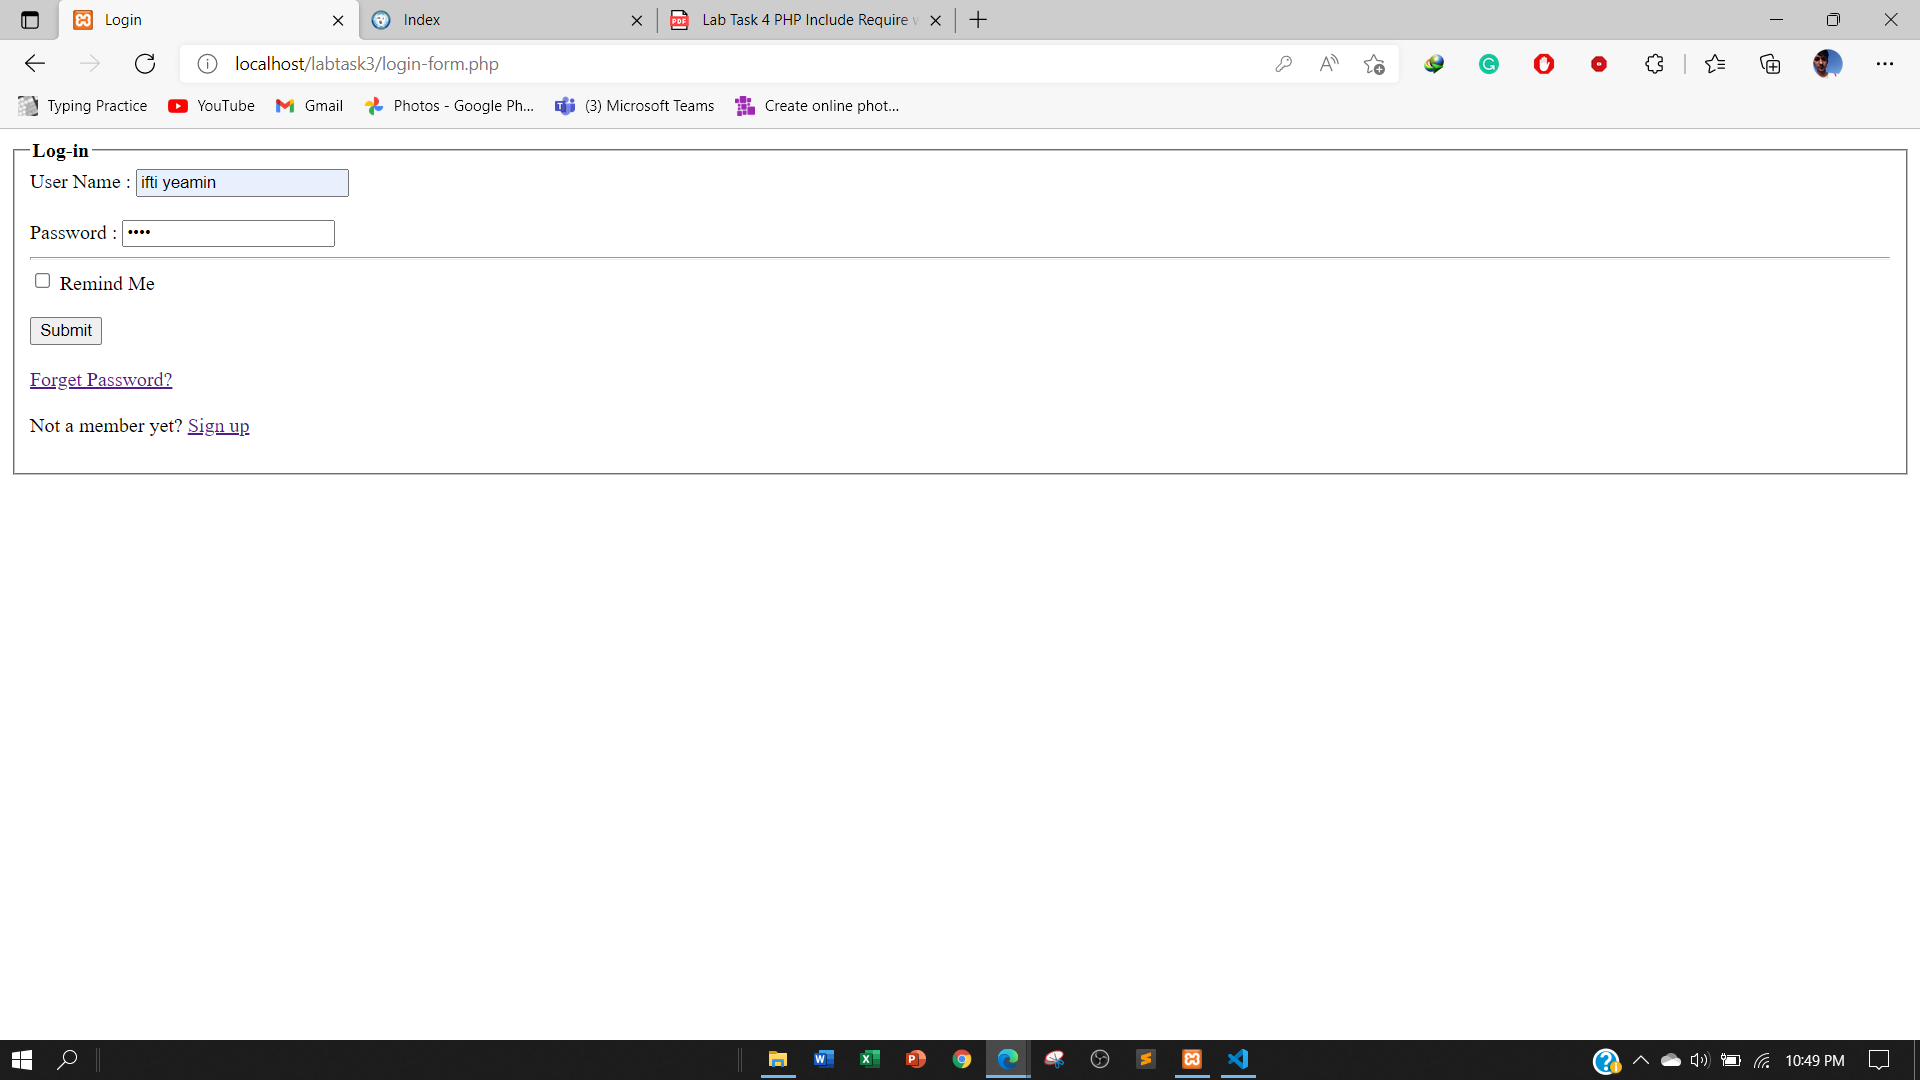 Login
Index
Lab Task 4 PHP Include Require
localhost/labtask3/login-form.php
Typing Practice
YouTube
Gmail
Photos - Google Ph...
(3) Microsoft Teams
Create online phot...
Log-in
User Name : ifti yeamin
Password : ••••
Remind Me
Submit
Forget Password?
Not a member yet? Sign up
10:49 PM